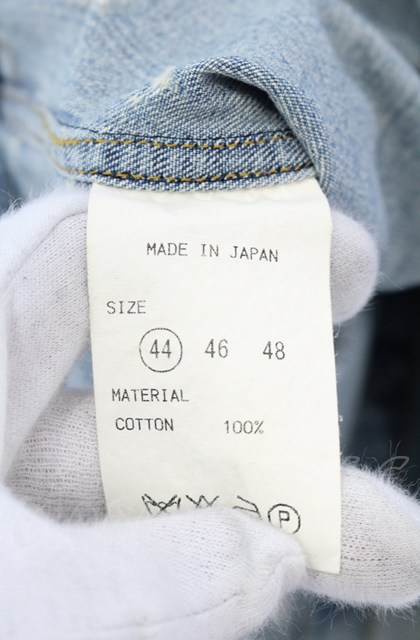 MADE IN JAPAN
SIZE
44 46 48
MATERIAL
COTTON 100%
P